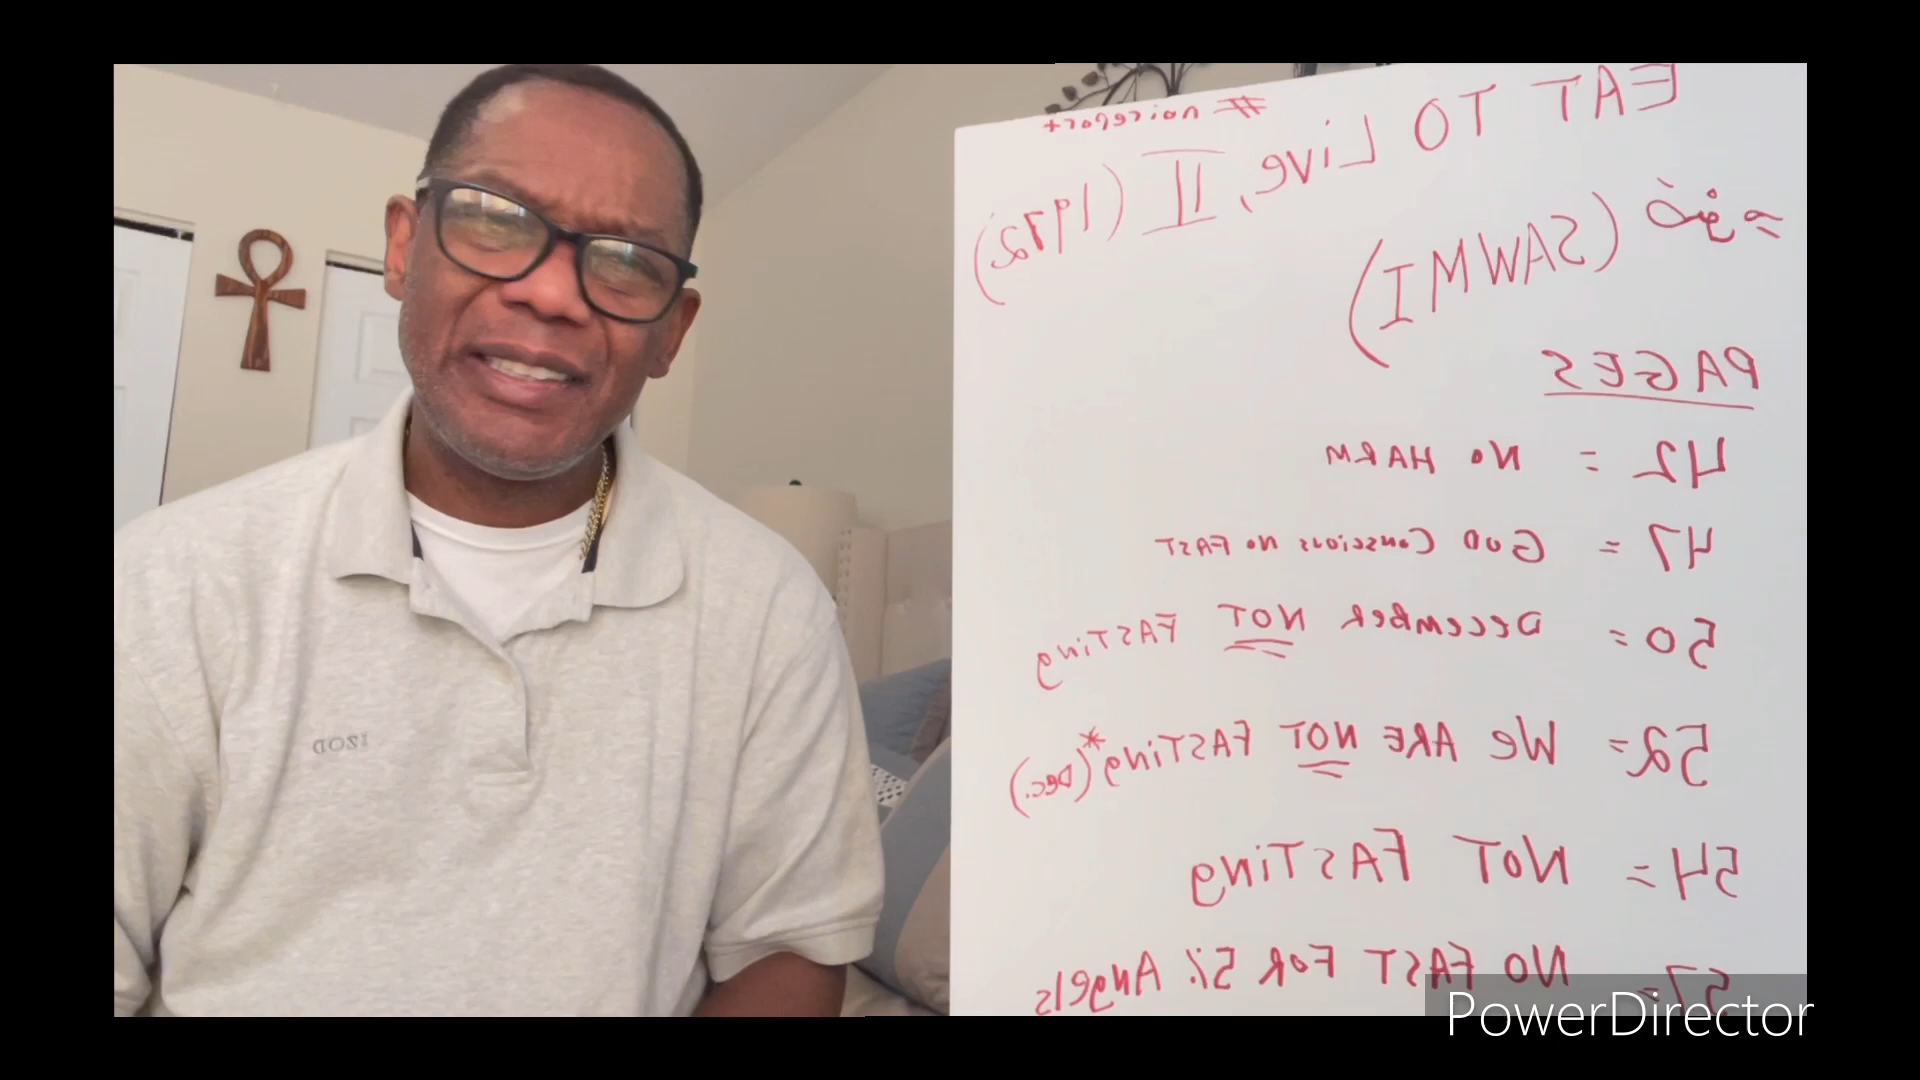 EAT TO Live, II (1972)
# noireport
(SAWMI)
PAGES
42 = No HARM
47 = GOD Conscious no FAST
50 = DECEMBER NOT FASTing
52 = We ARE NOT FASTing* (DEC.)
54 = NOT FASTing
57 = NO FAST FOR 5% Angels
IZOD
PowerDirector